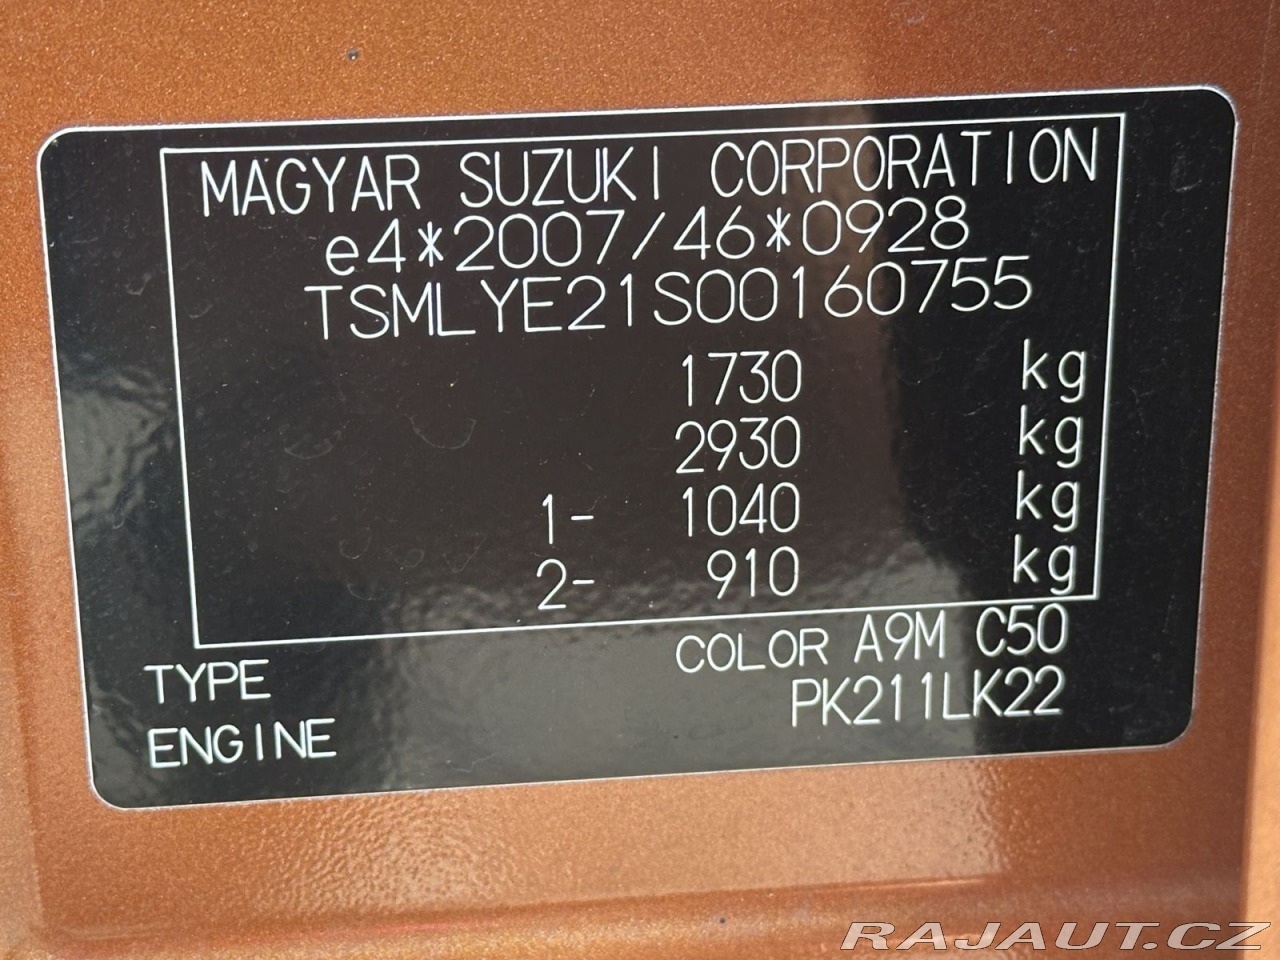 MAGYAR SUZUKI CORPORATION
e4*2007/46*0928
TSMLYE21S00160755
1730 kg
2930 kg
1- 1040 kg
2- 910 kg
COLOR A9M C50
TYPE PK211LK22
ENGINE
RAJAUT.CZ